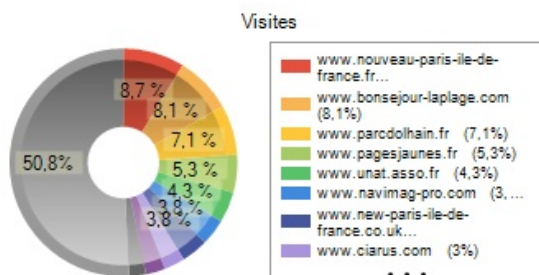 Visites
8,7 %
8,1 %
7,1 %
5,3 %
4,3 %
3,8 %
3,8 %
50,8%
www.nouveau-paris-ile-de-
france.fr...
www.bonsejour-laplage.com
(8,1%)
www.parcdolhain.fr (7,1%)
www.pagesjaunes.fr (5,3%)
www.unat.asso.fr (4,3%)
www.navimag-pro.com (3, ...
www.new-paris-ile-de-
france.co.uk...
www.ciarus.com (3%)
...